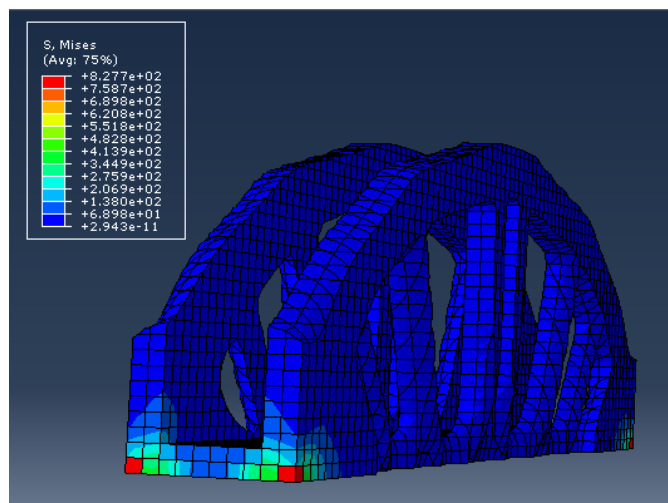 S, Mises
(Avg: 75%)
+8.277e+02
+7.587e+02
+6.898e+02
+6.208e+02
+5.518e+02
+4.828e+02
+4.139e+02
+3.449e+02
+2.759e+02
+2.069e+02
+1.380e+02
+6.898e+01
+2.943e-11